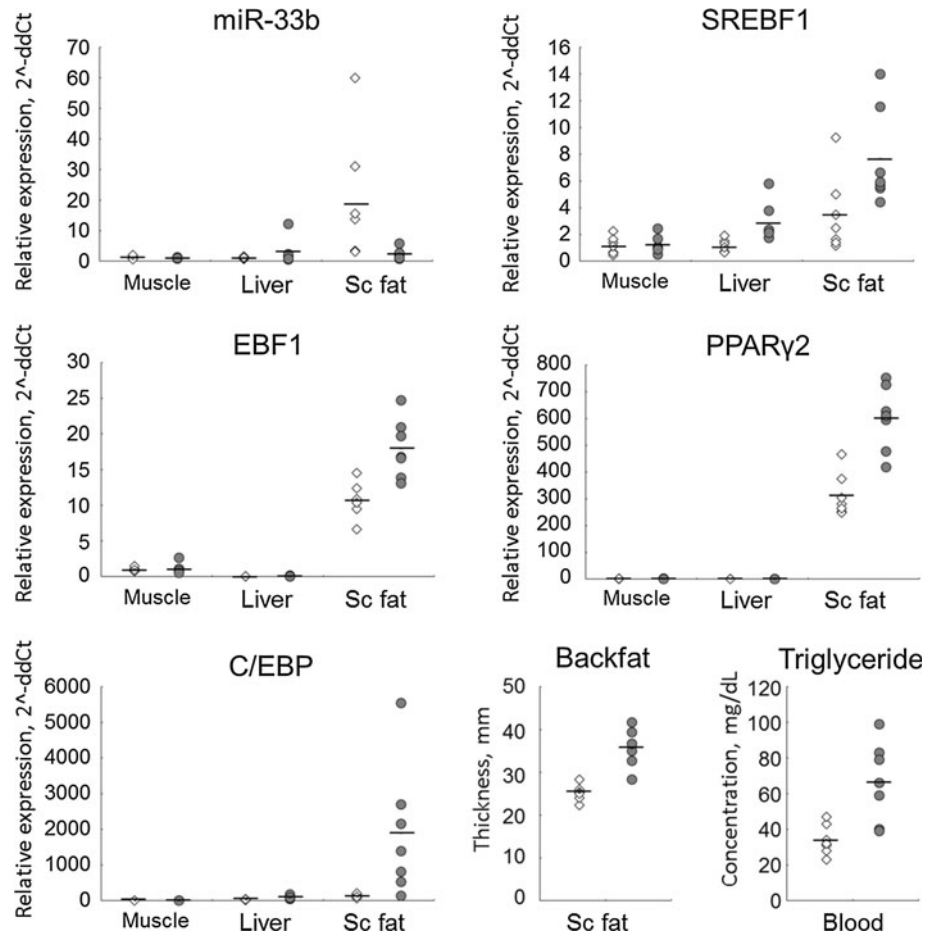 miR-33b
Relative expression, 2^-ddCt
70
60
50
40
30
20
10
0
Muscle Liver Sc fat
SREBF1
Relative expression, 2^-ddCt
16
14
12
10
8
6
4
2
0
Muscle Liver Sc fat
EBF1
Relative expression, 2^-ddCt
30
25
20
15
10
5
0
Muscle Liver Sc fat
PPARγ2
Relative expression, 2^-ddCt
800
700
600
500
400
300
200
100
0
Muscle Liver Sc fat
C/EBP
Relative expression, 2^-ddCt
6000
5000
4000
3000
2000
1000
0
Muscle Liver Sc fat
Backfat
Thickness, mm
50
40
30
20
10
0
Sc fat
Triglyceride
Concentration, mg/dL
120
100
80
60
40
20
0
Blood